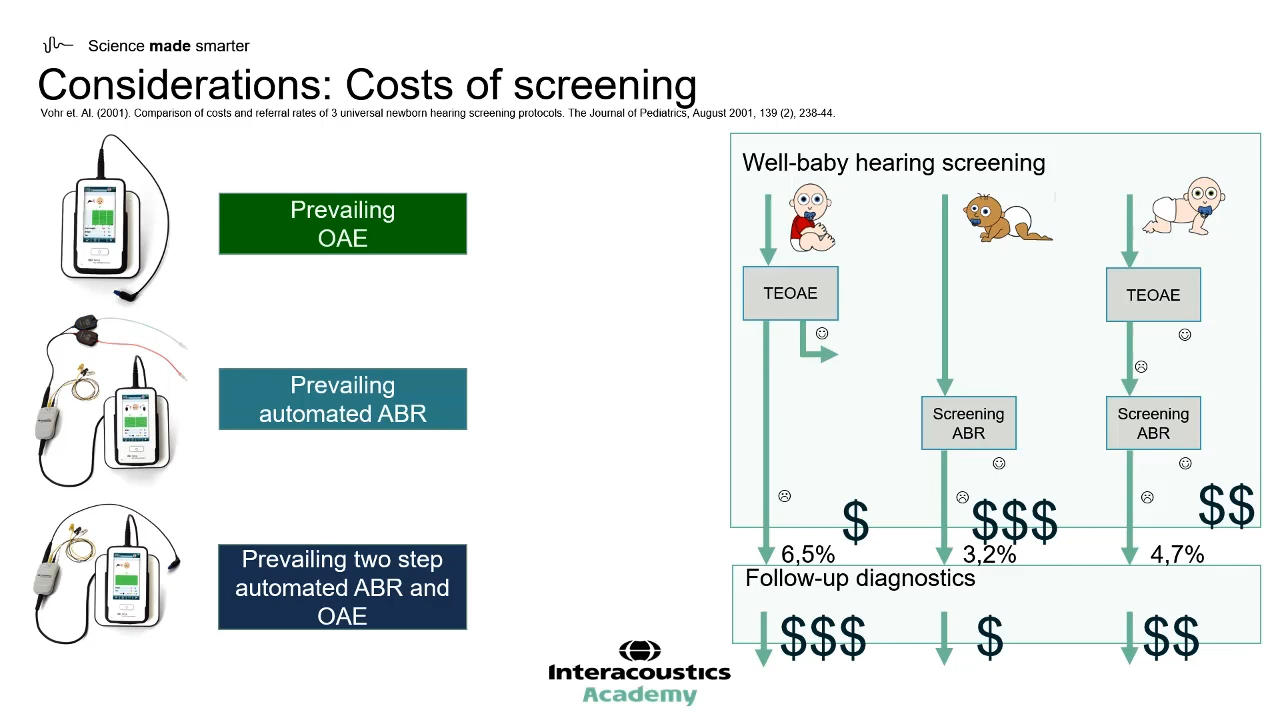 Science made smarter
Considerations: Costs of screening
Vohr et. Al. (2001). Comparison of costs and referral rates of 3 universal newborn hearing screening protocols. The Journal of Pediatrics, August 2001, 139 (2), 238-44.
Prevailing
OAE
Prevailing
automated ABR
Prevailing two step
automated ABR and
OAE
Well-baby hearing screening
TEOAE
TEOAE
Screening
ABR
Screening
ABR
$
$$$
$$
6,5%
3,2%
4,7%
Follow-up diagnostics
$$$
$
$$
Interacoustics
Academy